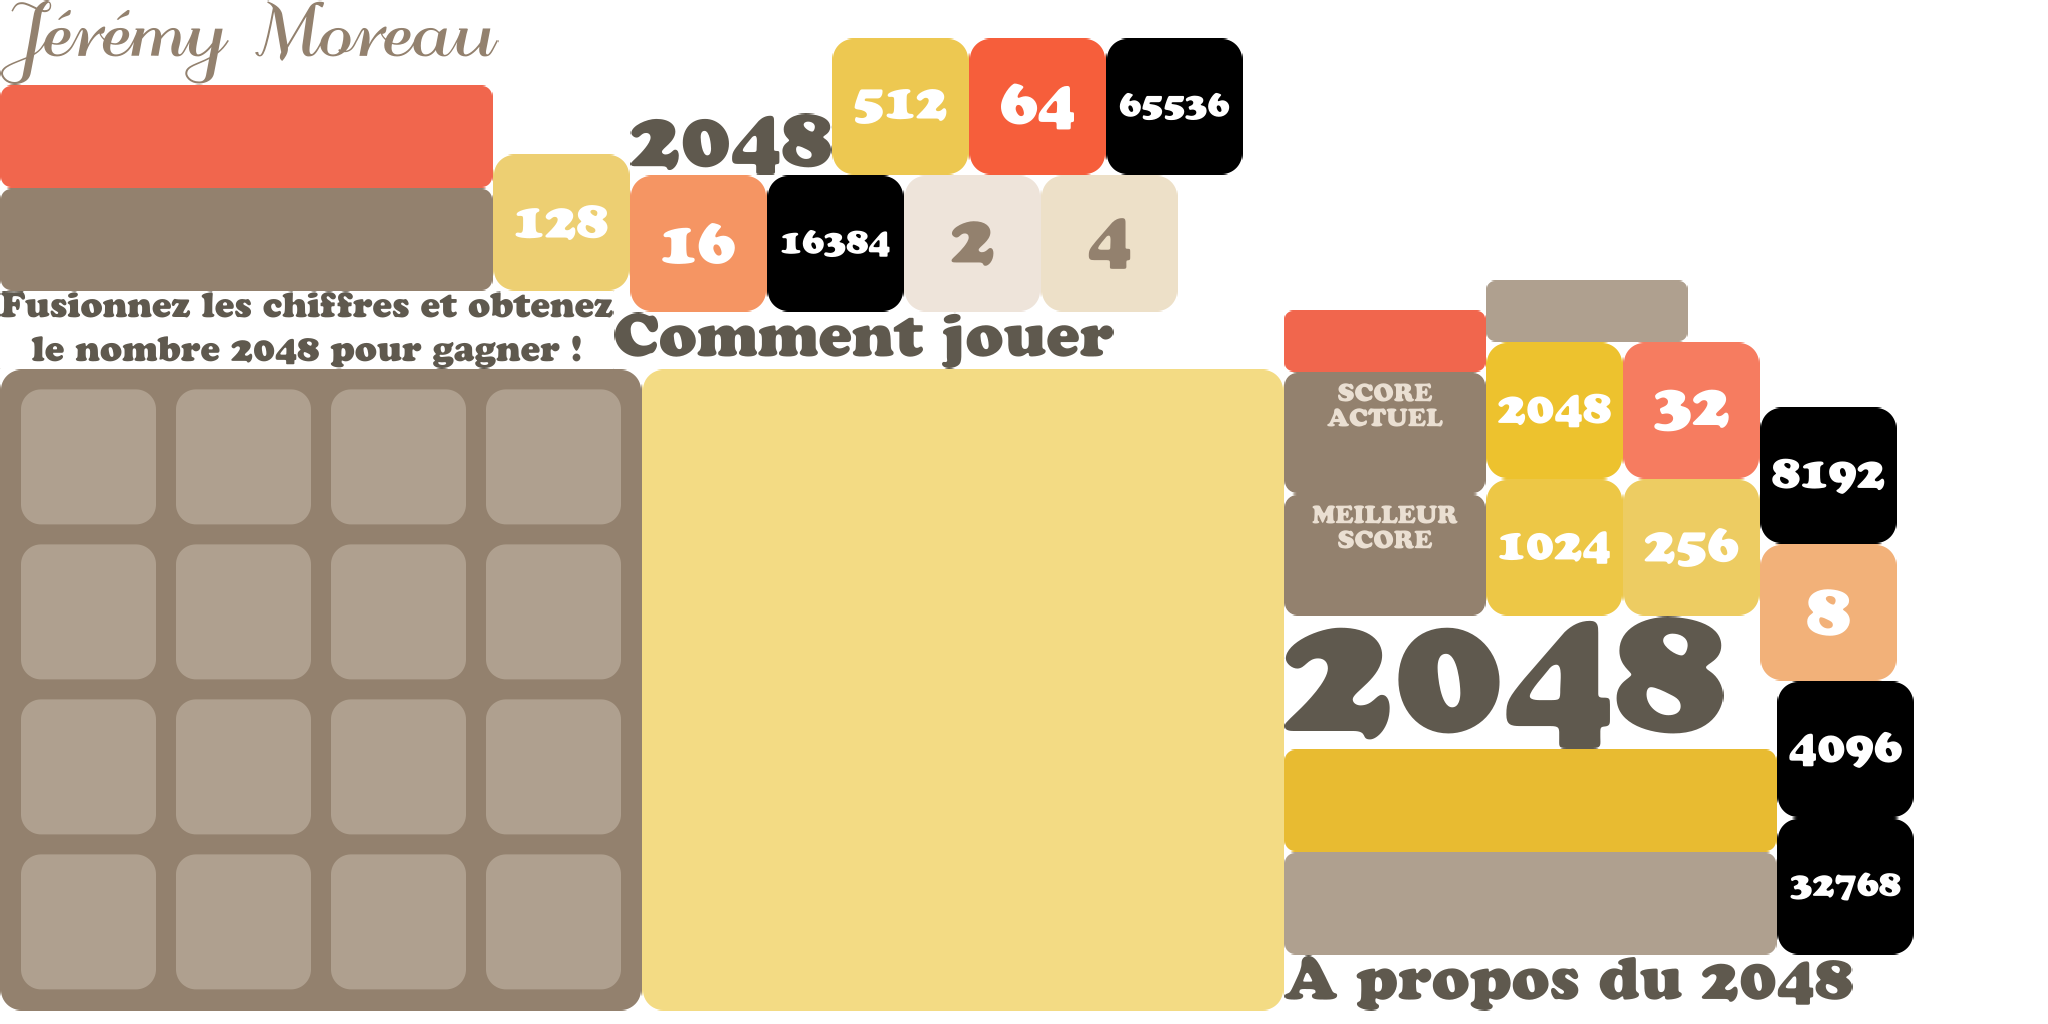 Jérémy Moreau
512
64
65536
2048
128
16
16384
2
4
Fusionnez les chiffres et obtenez
le nombre 2048 pour gagner !
Comment jouer
SCORE
ACTUEL
2048
32
8192
MEILLEUR
SCORE
1024
256
8
2048
4096
32768
A propos du 2048